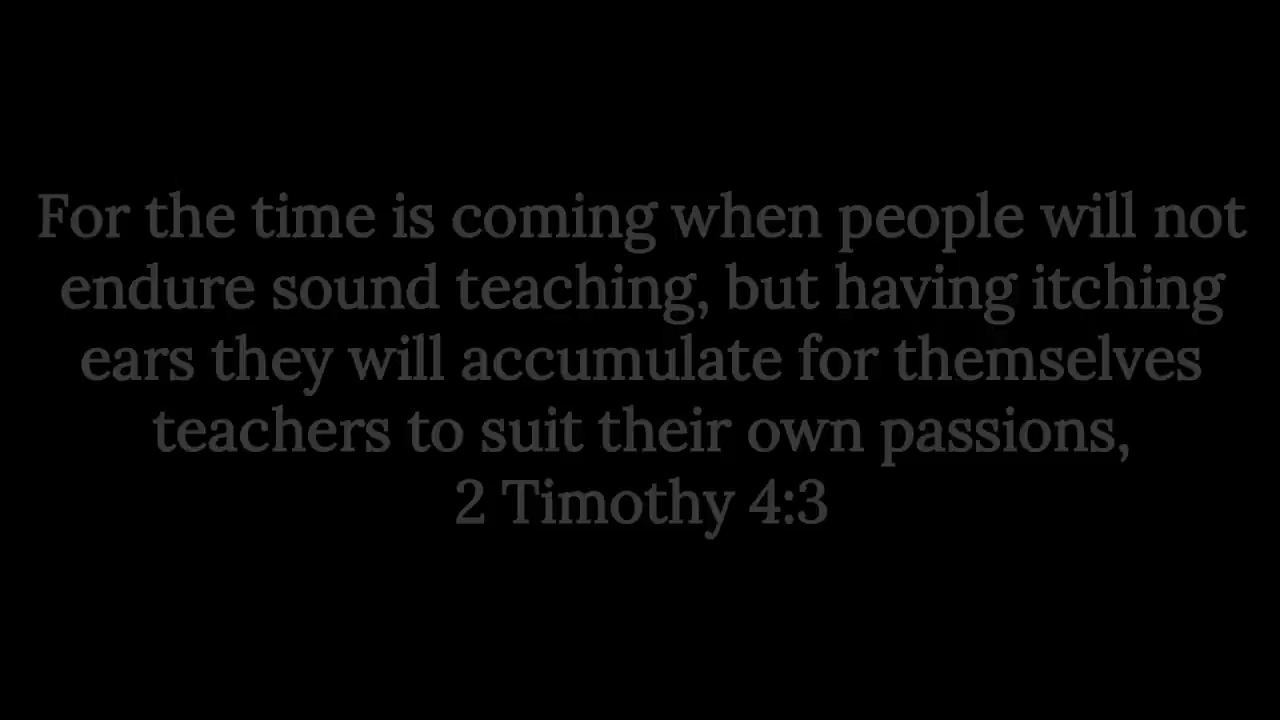 For the time is coming when people will not
endure sound teaching, but having itching
ears they will accumulate for themselves
teachers to suit their own passions,
2 Timothy 4:3